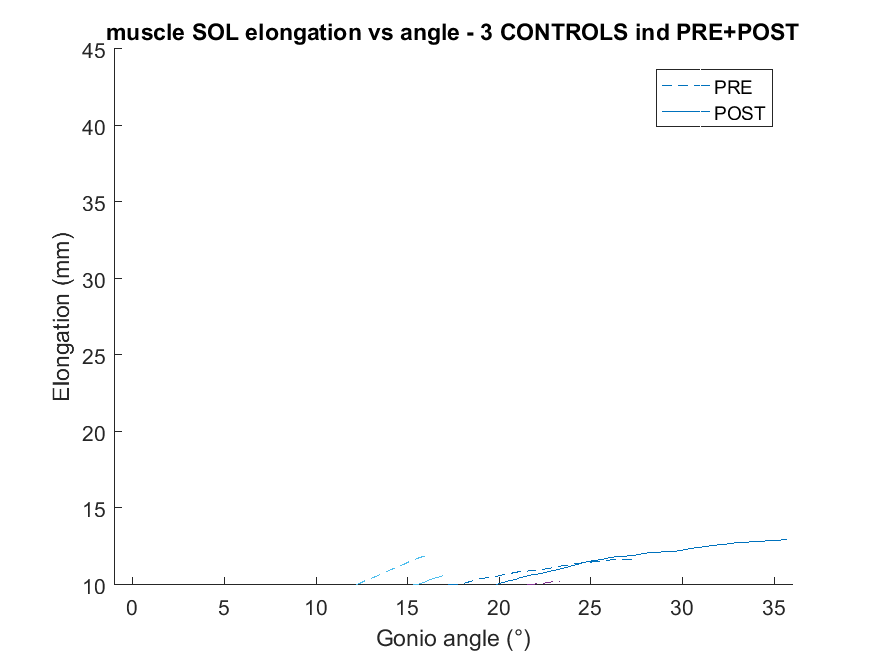 muscle SOL elongation vs angle - 3 CONTROLS ind PRE+POST
45
40
35
30
25
20
15
10
Elongation (mm)
PRE
POST
0 5 10 15 20 25 30 35
Gonio angle (°)